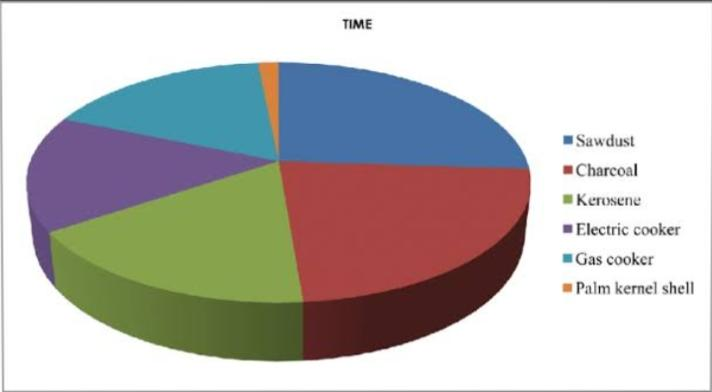 TIME
Sawdust
Charcoal
Kerosene
Electric cooker
Gas cooker
Palm kernel shell